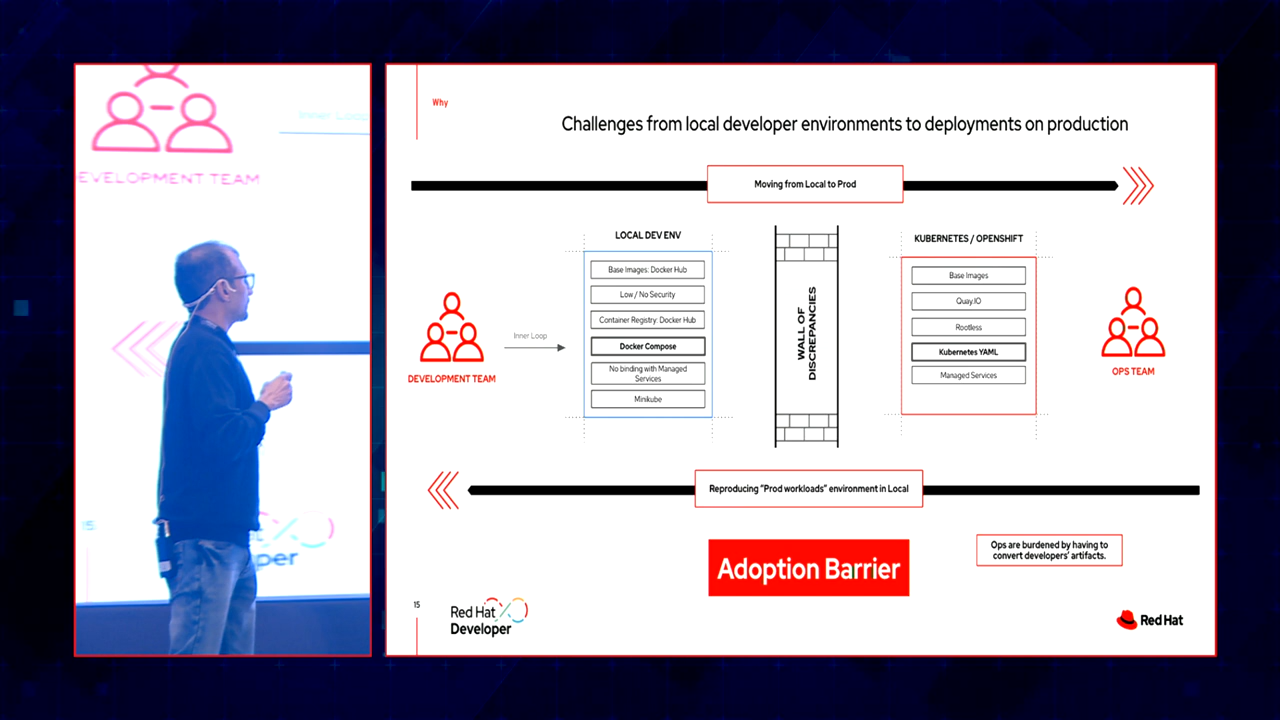 EVELOPMENT TEAM
Inner Loop
Why
Challenges from local developer environments to deployments on production
Moving from Local to Prod
LOCAL DEV ENV
Base Images: Docker Hub
Low / No Security
Container Registry: Docker Hub
Docker Compose
No binding with Managed
Services
Minikube
WALL OF
DISCREPANCIES
KUBERNETES / OPENSHIFT
Base Images
Quay.IO
Rootless
Kubernetes YAML
Managed Services
DEVELOPMENT TEAM
Inner Loop
OPS TEAM
Reproducing "Prod workloads" environment in Local
Adoption Barrier
Ops are burdened by having to
convert developers' artifacts.
15
Red Hat
Developer
Red Hat